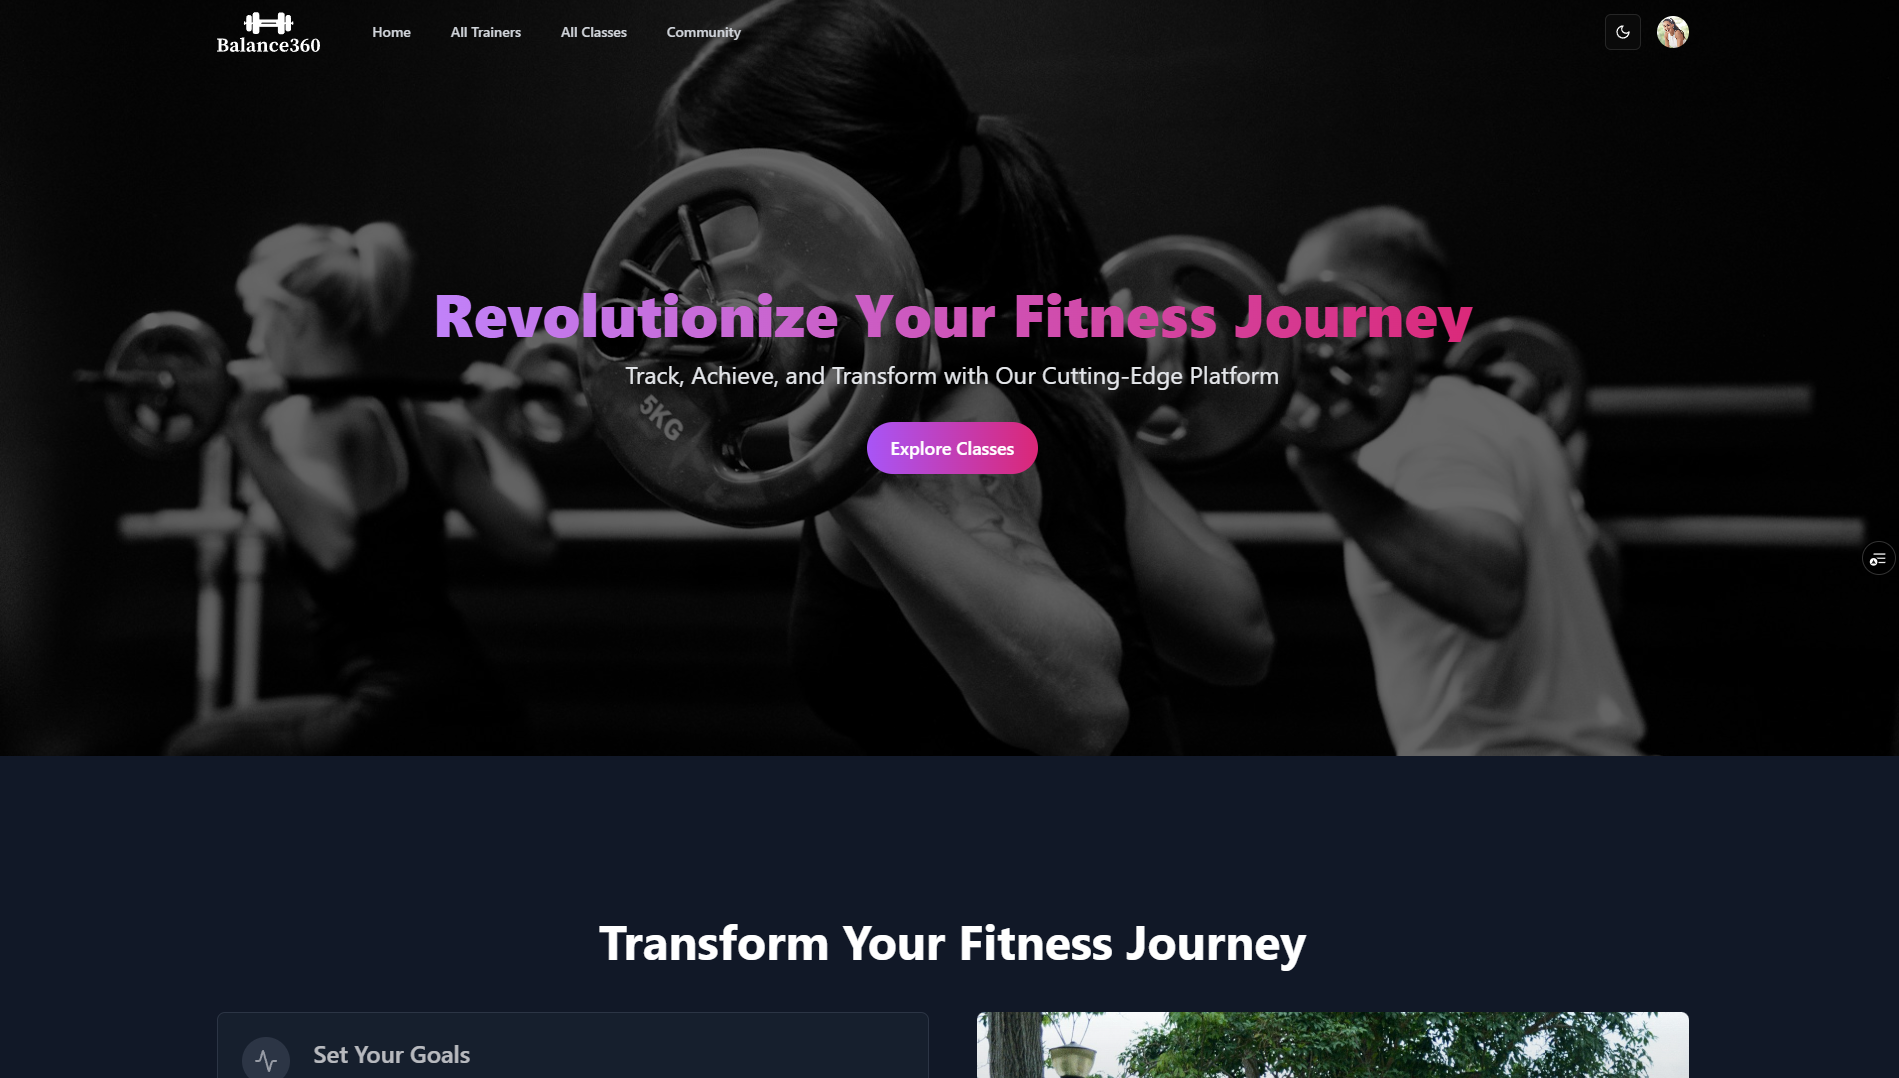 Balance360
Home
All Trainers
All Classes
Community
Revolutionize Your Fitness Journey
Track, Achieve, and Transform with Our Cutting-Edge Platform
5KG
Explore Classes
Transform Your Fitness Journey
Set Your Goals